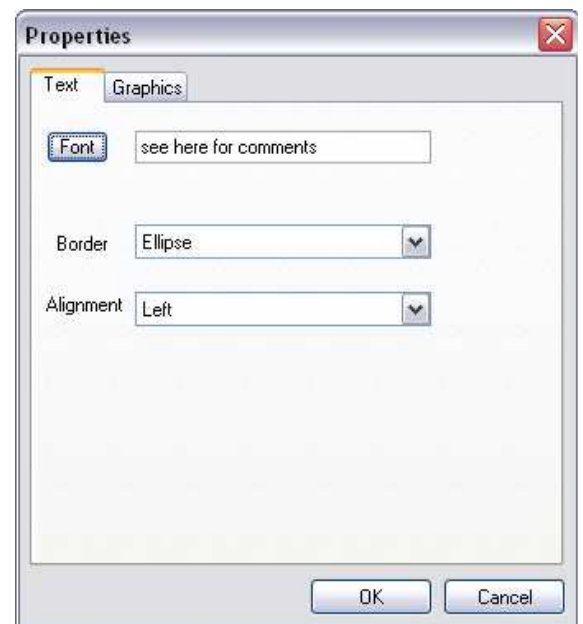 Properties
Text Graphics
Font see here for comments
Border Ellipse
Alignment Left
OK Cancel